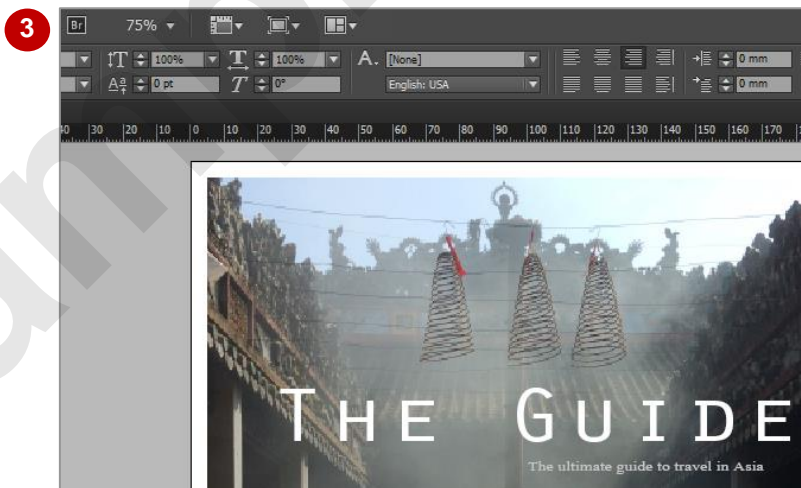 3
Br 75%
T 100% T 100% A. [None] 0 mm
Aa 0 pt T 0° English: USA 0 mm
30 20 10 0 10 20 30 40 50 60 70 80 90 100 110 120 130 140 150 160 170
THE GUIDE
The ultimate guide to travel in Asia